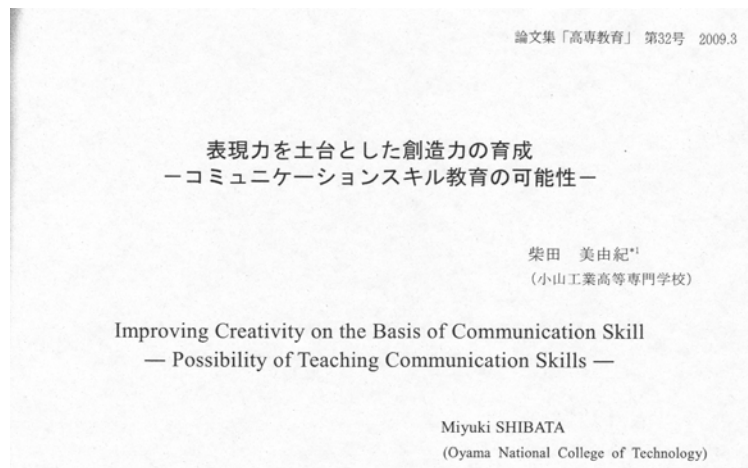 論文集「高専教育」 第32号 2009.3
表現力を土台とした創造力の育成
－コミュニケーションスキル教育の可能性－
柴田 美由紀*1
（小山工業高等専門学校）
Improving Creativity on the Basis of Communication Skill
— Possibility of Teaching Communication Skills —
Miyuki SHIBATA
(Oyama National College of Technology)